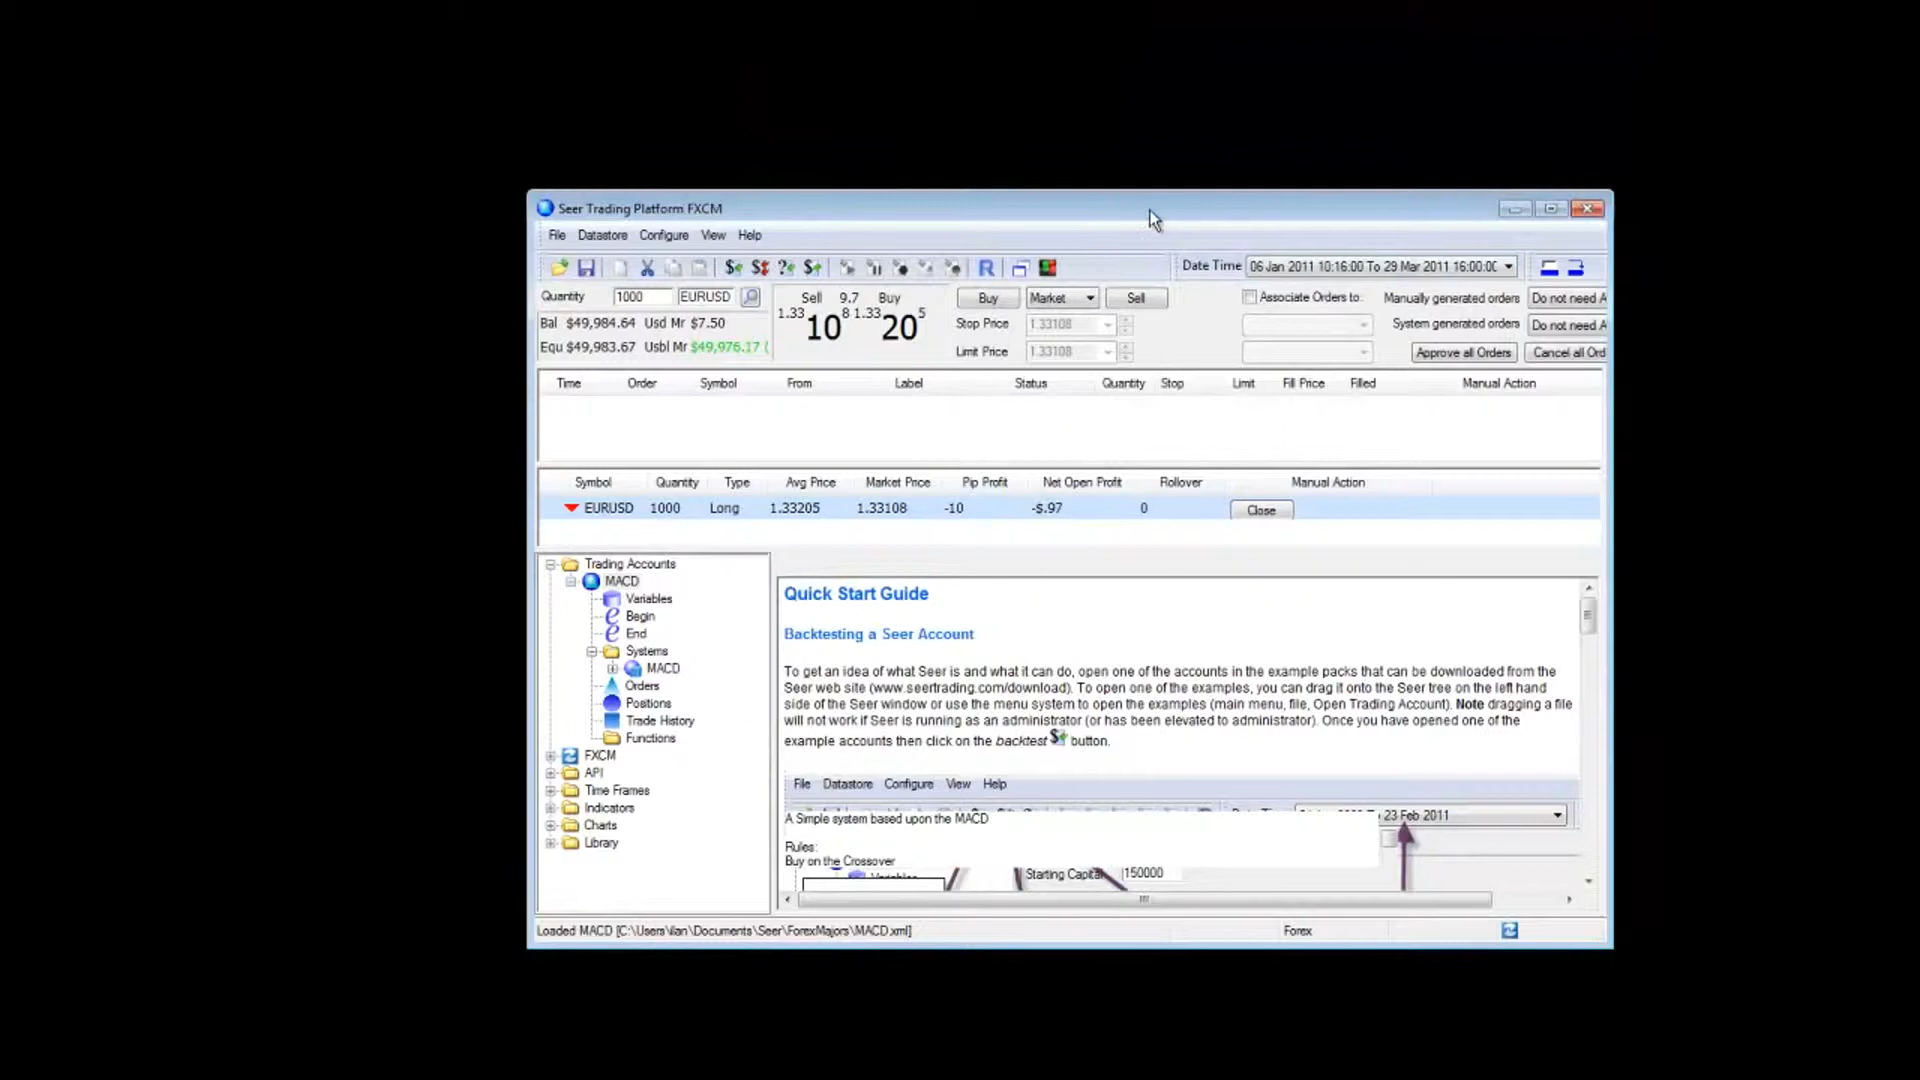 Seer Trading Platform FXCM
File Datastore Configure View Help
Date Time 06 Jan 2011 10:16:00 To 29 Mar 2011 16:00:00
Quantity 1000 EURUSD Sell 9.7 Buy Buy Market Sell Associate Orders to: Manually generated orders Do not need A
Bal $49,984.64 Usd Mr $7.50 1.33 10 8 1.33 20 5 Stop Price 1.33108 System generated orders Do not need A
Equ $49,983.67 Usbl Mr $49,976.17 ( Limit Price 1.33108 Approve all Orders Cancel all Ord
Time Order Symbol From Label Status Quantity Stop Limit Fill Price Filled Manual Action
Symbol Quantity Type Avg Price Market Price Pip Profit Net Open Profit Rollover Manual Action
EURUSD 1000 Long 1.33205 1.33108 -10 -$.97 0 Close
Trading Accounts
MACD
Variables
Begin
End
Systems
MACD
Orders
Positions
Trade History
Functions
FXCM
API
Time Frames
Indicators
Charts
Library
Quick Start Guide
Backtesting a Seer Account
To get an idea of what Seer is and what it can do, open one of the accounts in the example packs that can be downloaded from the
Seer web site (www.seertrading.com/download). To open one of the examples, you can drag it onto the Seer tree on the left hand
side of the Seer window or use the menu system to open the examples (main menu, file, Open Trading Account). Note dragging a file
will not work if Seer is running as an administrator (or has been elevated to administrator). Once you have opened one of the
example accounts then click on the backtest button.
File Datastore Configure View Help
23 Feb 2011
A Simple system based upon the MACD
Rules:
Buy on the Crossover
Starting Capital 150000
Loaded MACD [C:\Users\Ian\Documents\Seer\ForexMajors\MACD.xml] Forex